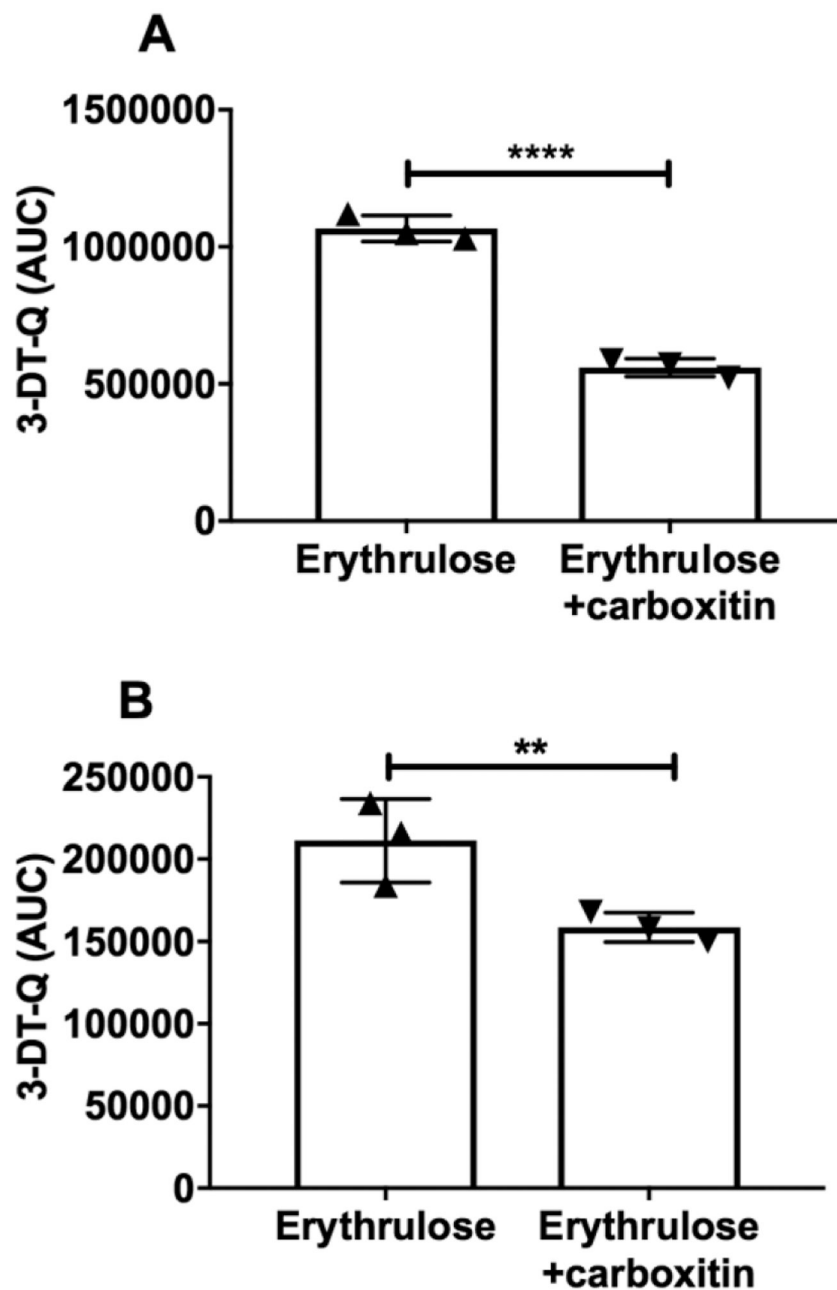 A
1500000
****
1000000
3-DT-Q (AUC)
500000
0
Erythrulose
Erythrulose
+carboxitin
B
250000
**
200000
3-DT-Q (AUC)
150000
100000
50000
0
Erythrulose
Erythrulose
+carboxitin